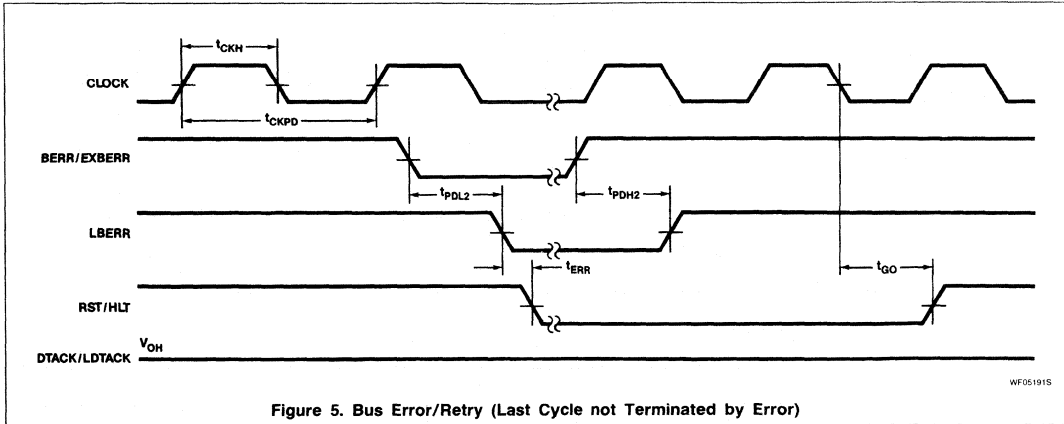 tCKH
CLOCK
tCKPD
BERR/EXBERR
tPDL2
tPDH2
LBERR
tERR
tGO
RST/HLT
VOH
DTACK/LDTACK
WF05191S
Figure 5. Bus Error/Retry (Last Cycle not Terminated by Error)